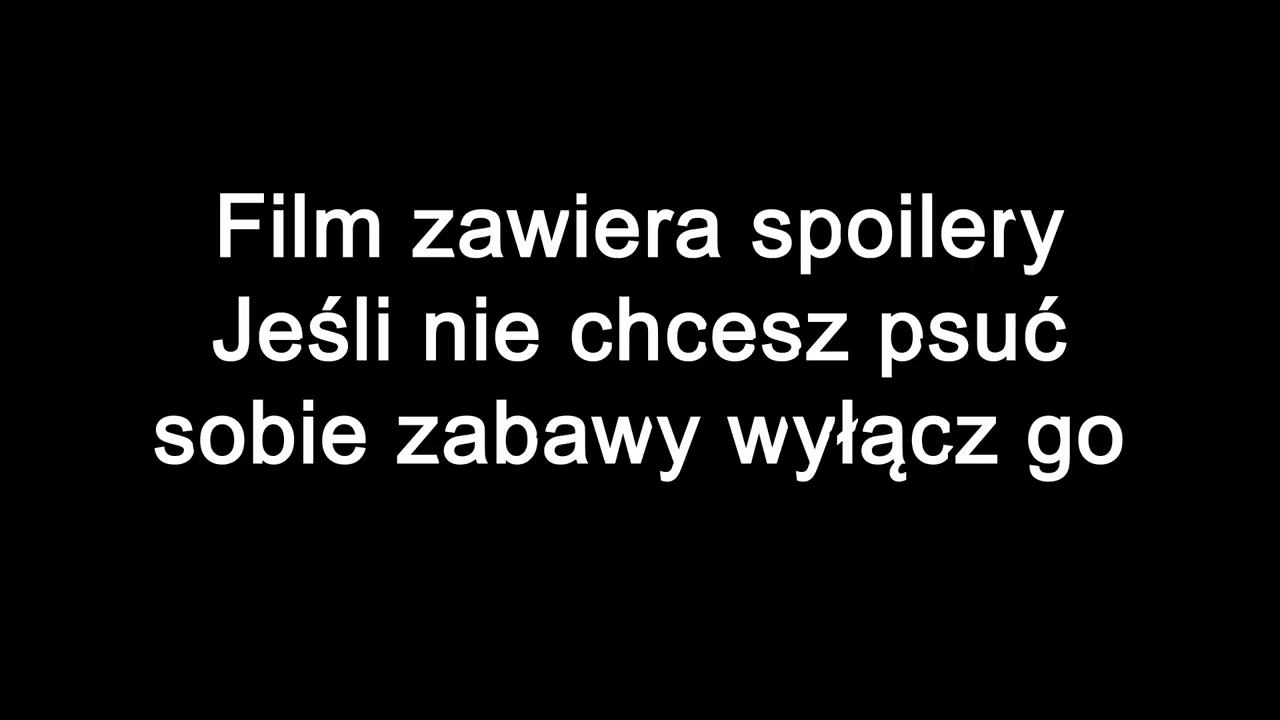 Film zawiera spoilery
Jeśli nie chcesz psuć
sobie zabawy wyłącz go